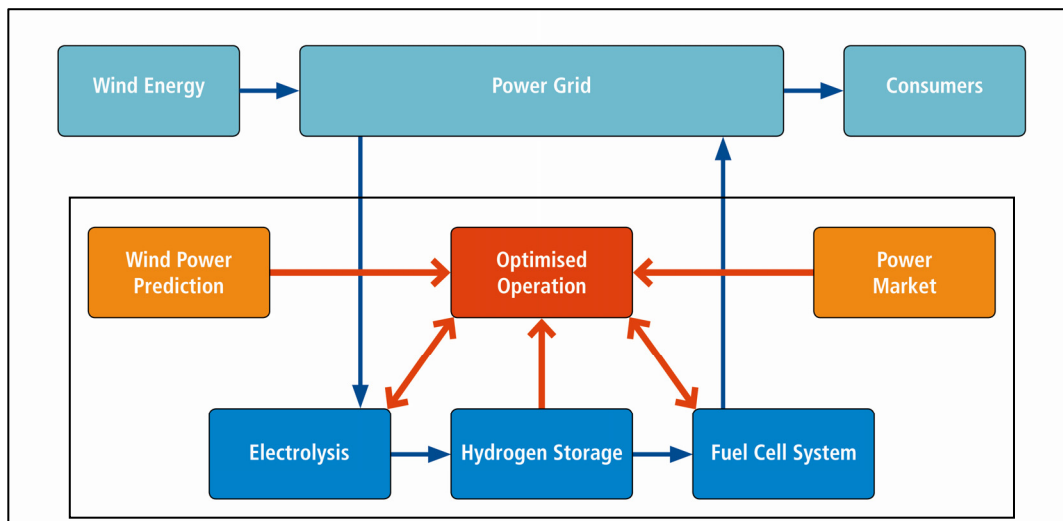 Wind Energy
Power Grid
Consumers
Wind Power
Prediction
Optimised
Operation
Power
Market
Electrolysis
Hydrogen Storage
Fuel Cell System